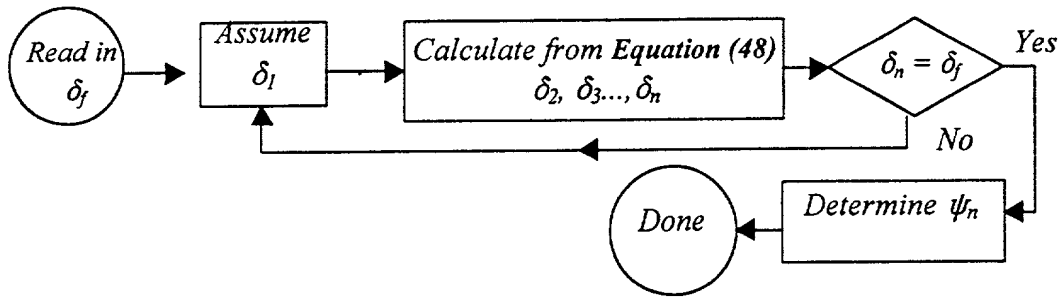 Read in
δf
Assume
δ1
Calculate from Equation (48)
δ2, δ3..., δn
δn = δf
Yes
No
Determine ψn
Done